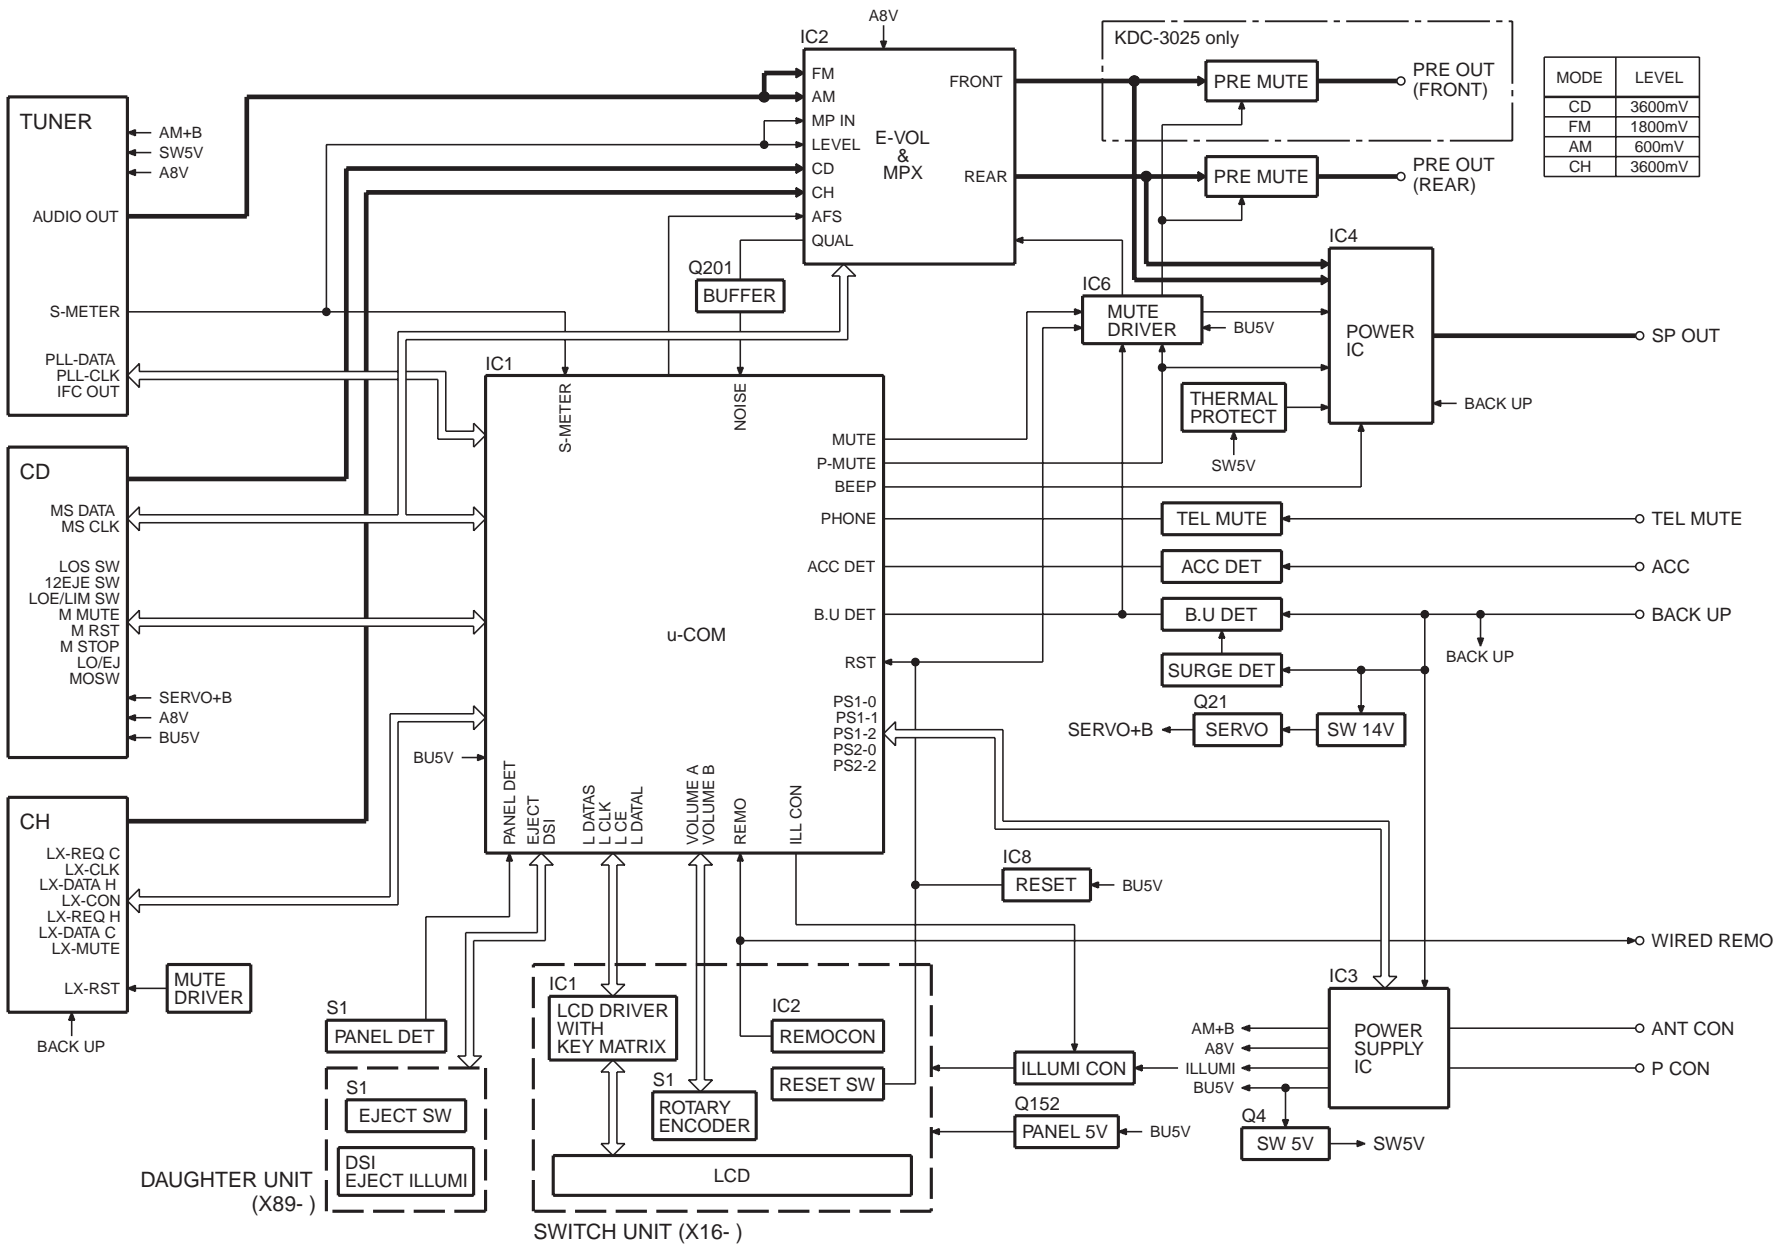 A8V
IC2
FM
AM
MP IN
LEVEL
CD
CH
AFS
QUAL
E-VOL
&
MPX
FRONT
REAR
KDC-3025 only
PRE MUTE
PRE OUT
(FRONT)
PRE MUTE
PRE OUT
(REAR)
MODE LEVEL
CD 3600mV
FM 1800mV
AM 600mV
CH 3600mV
TUNER
AM+B
SW5V
A8V
AUDIO OUT
S-METER
PLL-DATA
PLL-CLK
IFC OUT
Q201
BUFFER
IC6
MUTE
DRIVER
BU5V
IC4
POWER
IC
SP OUT
BACK UP
THERMAL
PROTECT
SW5V
CD
MS DATA
MS CLK
LOS SW
12EJE SW
LOE/LIM SW
M MUTE
M RST
M STOP
LO/EJ
MOSW
SERVO+B
A8V
BU5V
IC1
S-METER
NOISE
MUTE
P-MUTE
BEEP
PHONE
ACC DET
B.U DET
RST
PS1-0
PS1-1
PS1-2
PS2-0
PS2-2
u-COM
BU5V
PANEL DET
EJECT
DSI
L DATAS
L CLK
L CE
L DATAL
VOLUME A
VOLUME B
REMO
ILL CON
TEL MUTE
TEL MUTE
ACC DET
ACC
B.U DET
BACK UP
BACK UP
SURGE DET
Q21
SERVO+B
SERVO
SW 14V
CH
LX-REQ C
LX-CLK
LX-DATA H
LX-CON
LX-REQ H
LX-DATA C
LX-MUTE
LX-RST
MUTE
DRIVER
BACK UP
IC8
RESET
BU5V
WIRED REMO
S1
PANEL DET
S1
EJECT SW
DSI
EJECT ILLUMI
DAUGHTER UNIT
(X89- )
IC1
LCD DRIVER
WITH
KEY MATRIX
IC2
REMOCON
RESET SW
S1
ROTARY
ENCODER
LCD
SWITCH UNIT (X16- )
ILLUMI CON
Q152
PANEL 5V
BU5V
IC3
POWER
SUPPLY
IC
AM+B
A8V
ILLUMI
BU5V
ANT CON
P CON
Q4
SW 5V
SW5V